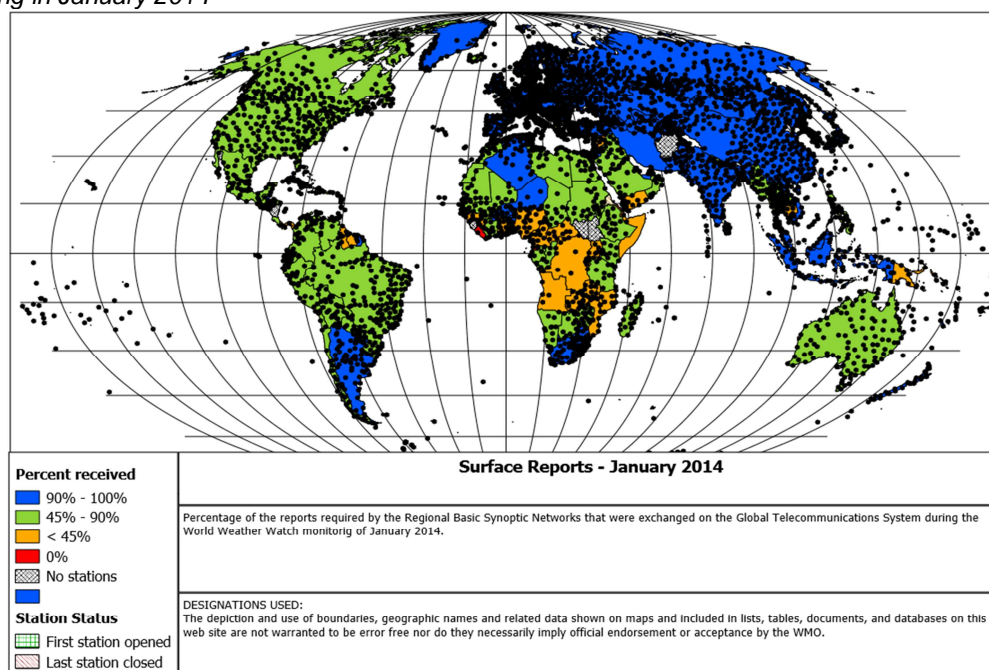 ng in January 2014
Percent received
90% - 100%
45% - 90%
< 45%
0%
No stations
Station Status
First station opened
Last station closed
Surface Reports - January 2014
Percentage of the reports required by the Regional Basic Synoptic Networks that were exchanged on the Global Telecommunications System during the
World Weather Watch monitorig of January 2014.
DESIGNATIONS USED:
The depiction and use of boundaries, geographic names and related data shown on maps and included in lists, tables, documents, and databases on this
web site are not warranted to be error free nor do they necessarily imply official endorsement or acceptance by the WMO.